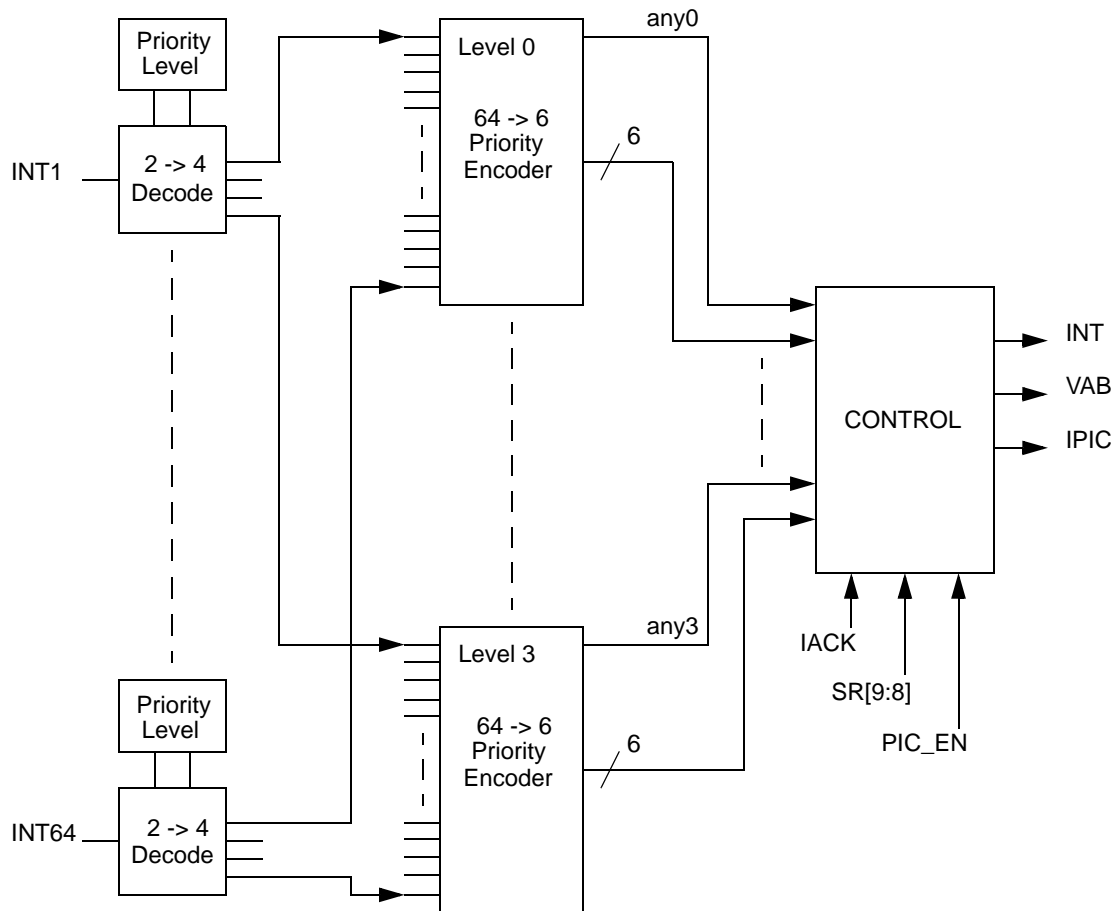 Priority
Level
INT1
2 -> 4
Decode
Level 0
64 -> 6
Priority
Encoder
any0
6
CONTROL
INT
VAB
IPIC
IACK
SR[9:8]
PIC_EN
Priority
Level
INT64
2 -> 4
Decode
Level 3
64 -> 6
Priority
Encoder
any3
6